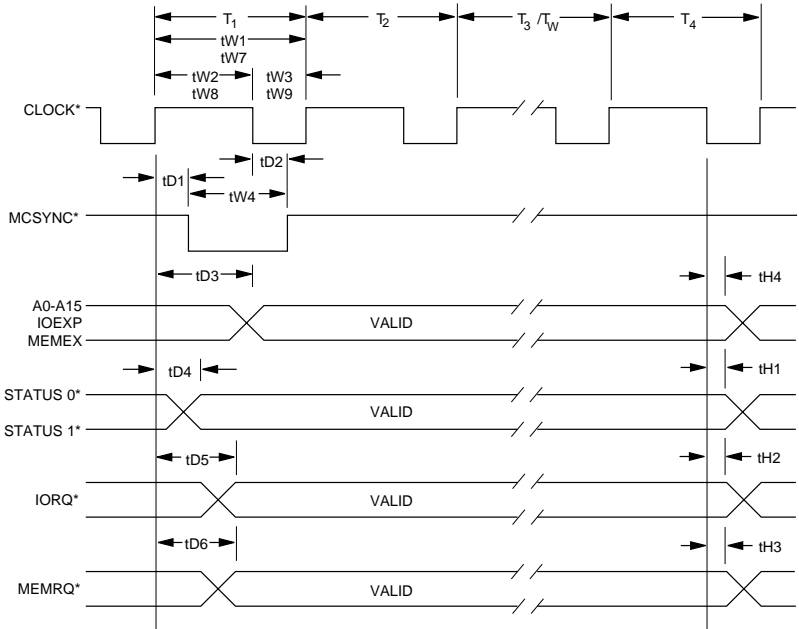 T1 T2 T3 /TW T4
tW1
tW7
tW2 tW3
tW8 tW9
CLOCK*
tD2
tD1
tW4
MCSYNC*
tD3 tH4
A0-A15
IOEXP VALID
MEMEX
tD4 tH1
STATUS 0*
VALID
STATUS 1*
tD5 tH2
IORQ* VALID
tD6 tH3
MEMRQ* VALID